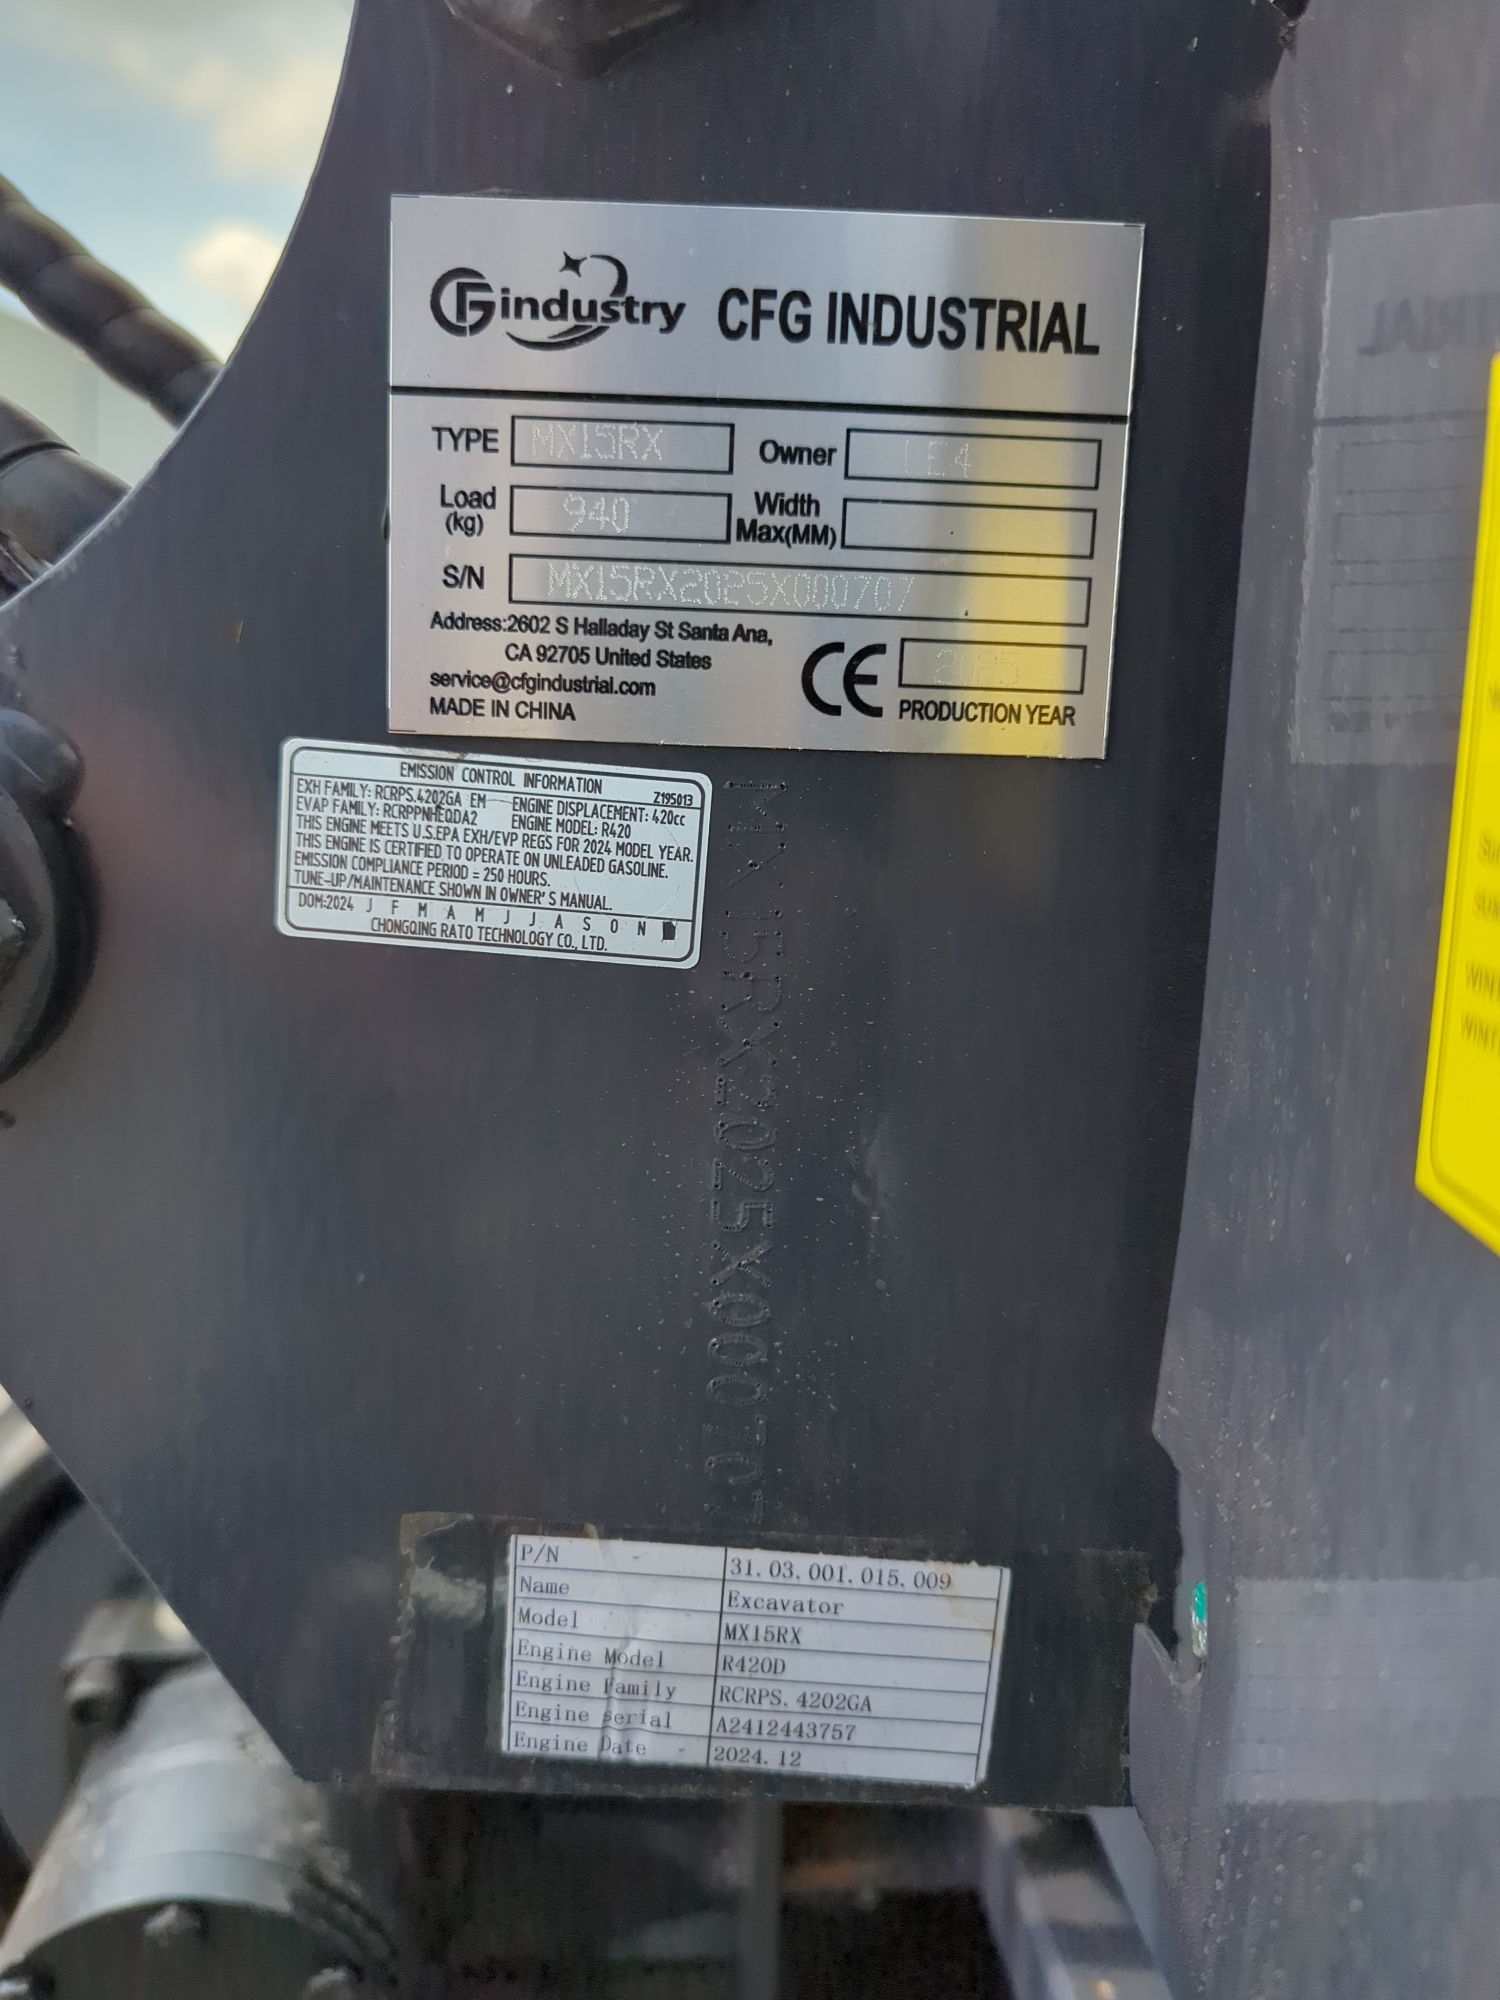 CFG industry CFG INDUSTRIAL
TYPE MX15RX Owner LE4
Load (kg) 940 Width Max(MM)
S/N MX15RX2025X000707
Address:2602 S Halladay St Santa Ana,
CA 92705 United States
service@cfgindustrial.com
MADE IN CHINA
CE 2025
PRODUCTION YEAR
EMISSION CONTROL INFORMATION
Z195013
EXH FAMILY: RCRPS.4202GA EM ENGINE DISPLACEMENT: 420cc
EVAP FAMILY: RCRPPNHEQDA2 ENGINE MODEL: R420
THIS ENGINE MEETS U.S.EPA EXH/EVP REGS FOR 2024 MODEL YEAR.
THIS ENGINE IS CERTIFIED TO OPERATE ON UNLEADED GASOLINE.
EMISSION COMPLIANCE PERIOD = 250 HOURS.
TUNE-UP/MAINTENANCE SHOWN IN OWNER'S MANUAL.
DOM:2024 J F M A M J J A S O N
CHONGQING RATO TECHNOLOGY CO., LTD.
MX15RX2025X000707
P/N 31.03.001.015.009
Name Excavator
Model MX15RX
Engine Model R420D
Engine Family RCRPS.4202GA
Engine serial A2412443757
Engine Date 2024.12